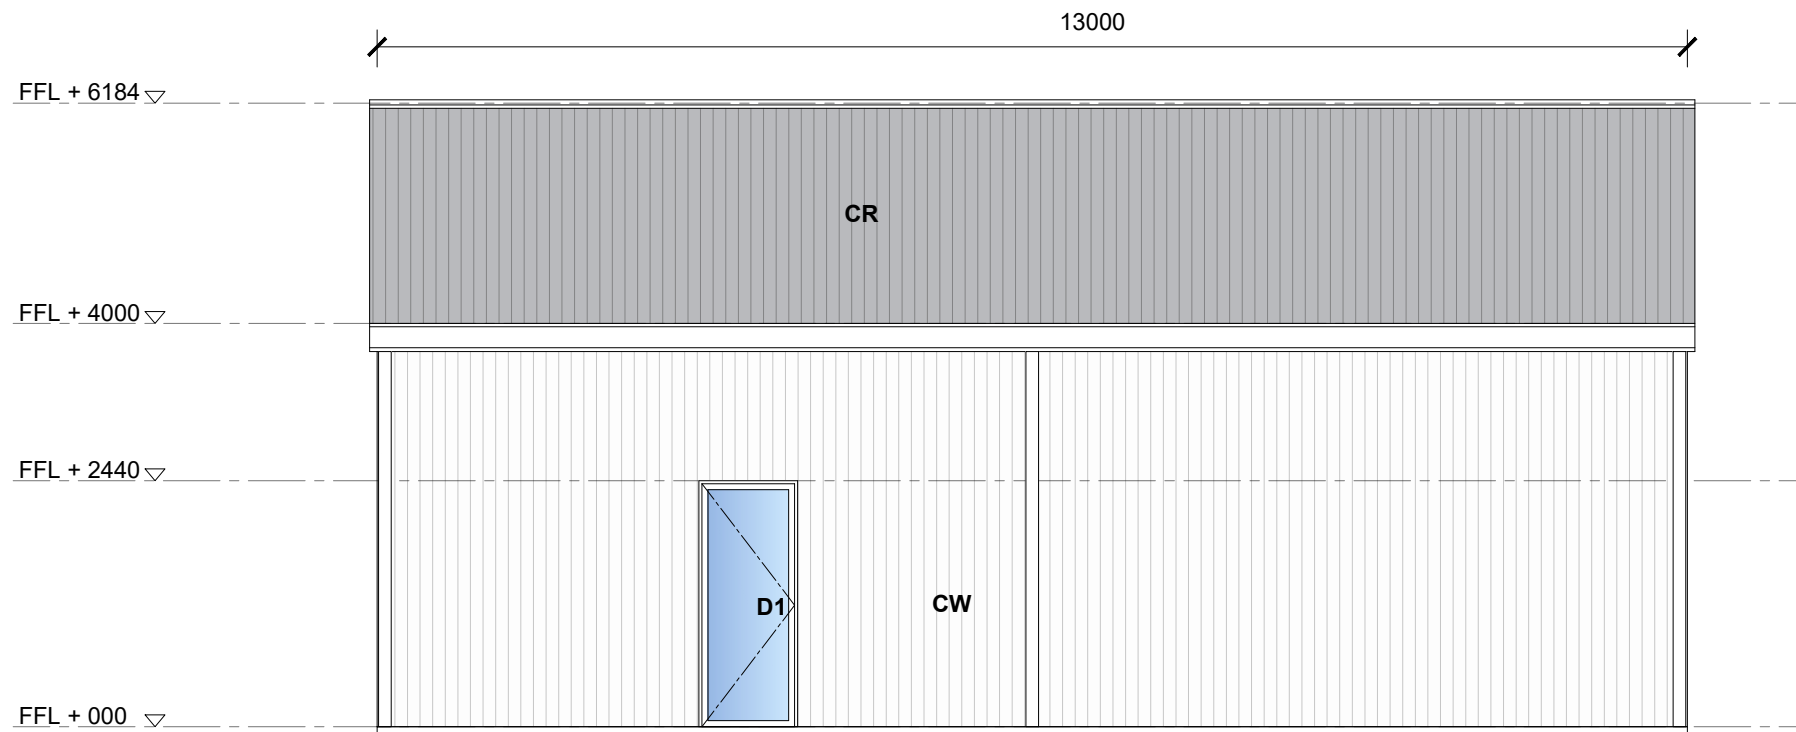 13000
FFL + 6184
CR
FFL + 4000
FFL + 2440
D1
CW
FFL + 000